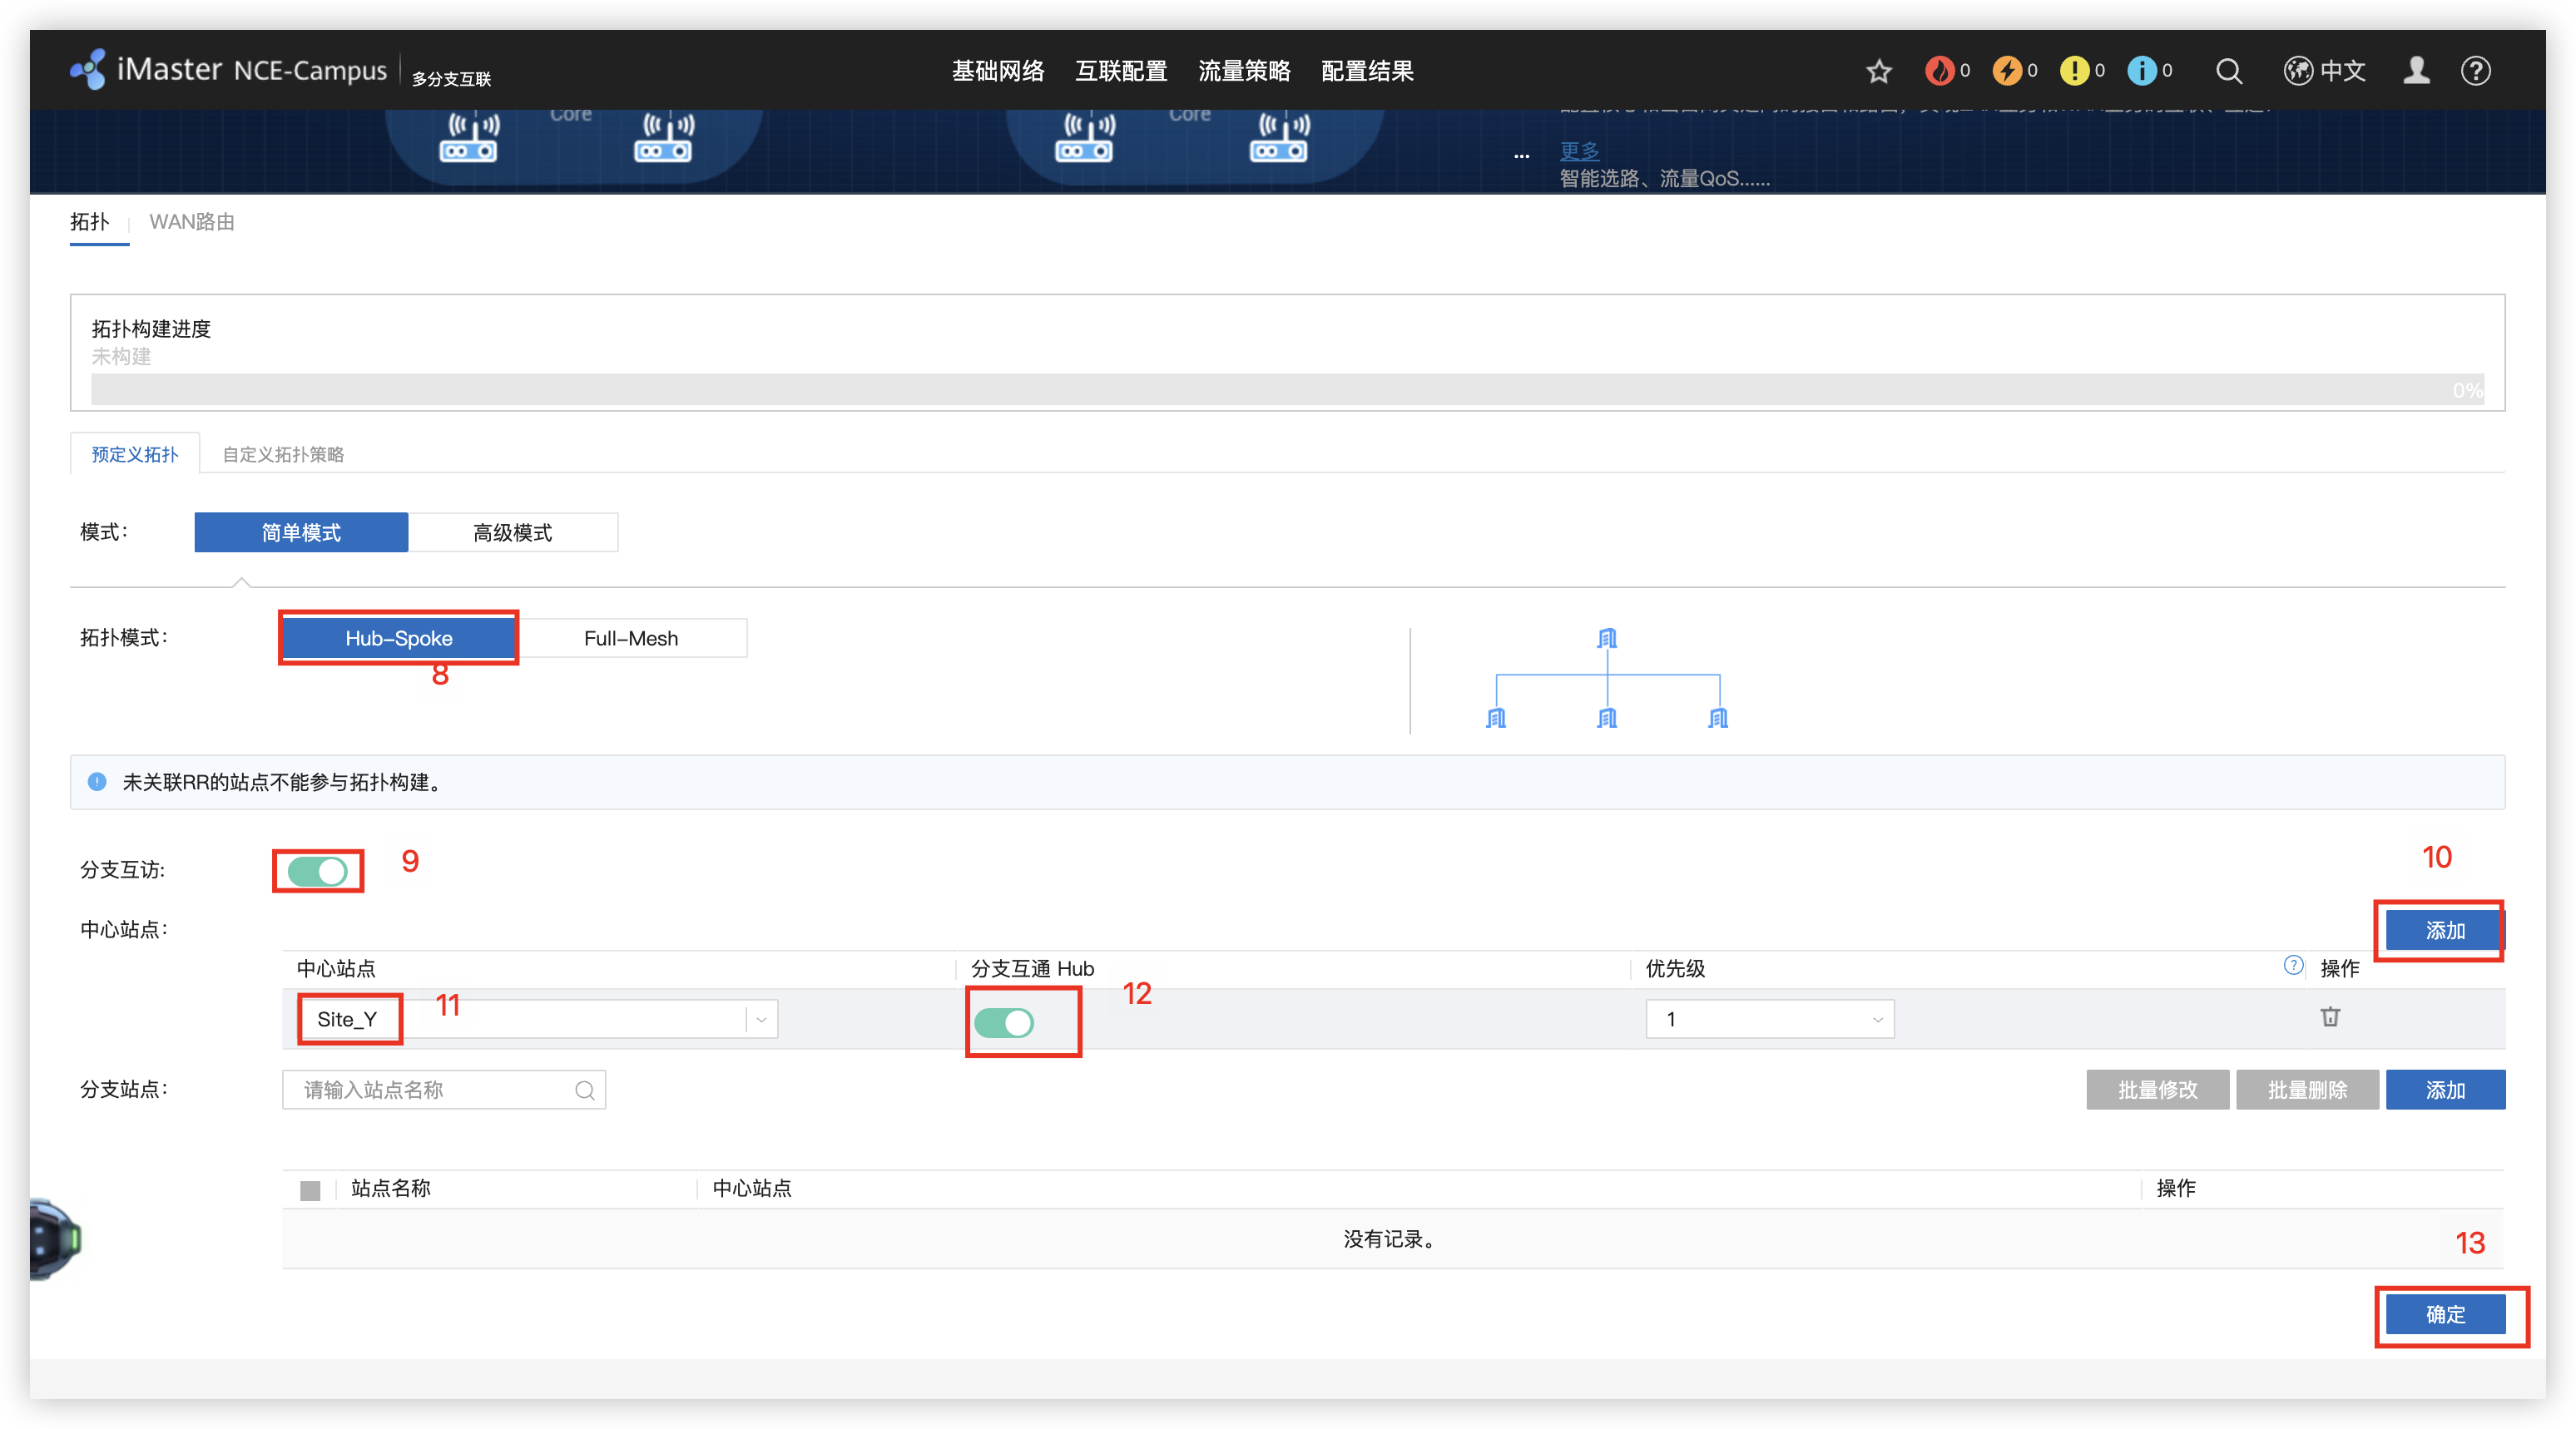 iMaster NCE-Campus 多分支互联 基础网络 互联配置 流量策略 配置结果 0 0 0 0 中文
Core Core
... 更多
智能选路、流量QoS......
拓扑 WAN路由
拓扑构建进度
未构建
0%
预定义拓扑 自定义拓扑策略
模式: 简单模式 高级模式
拓扑模式: Hub-Spoke Full-Mesh
8
未关联RR的站点不能参与拓扑构建。
分支互访: 9 10
中心站点: 添加
中心站点 分支互通 Hub 优先级 操作
Site_Y 11 12 1
分支站点: 请输入站点名称 批量修改 批量删除 添加
站点名称 中心站点 操作
没有记录。
13
确定